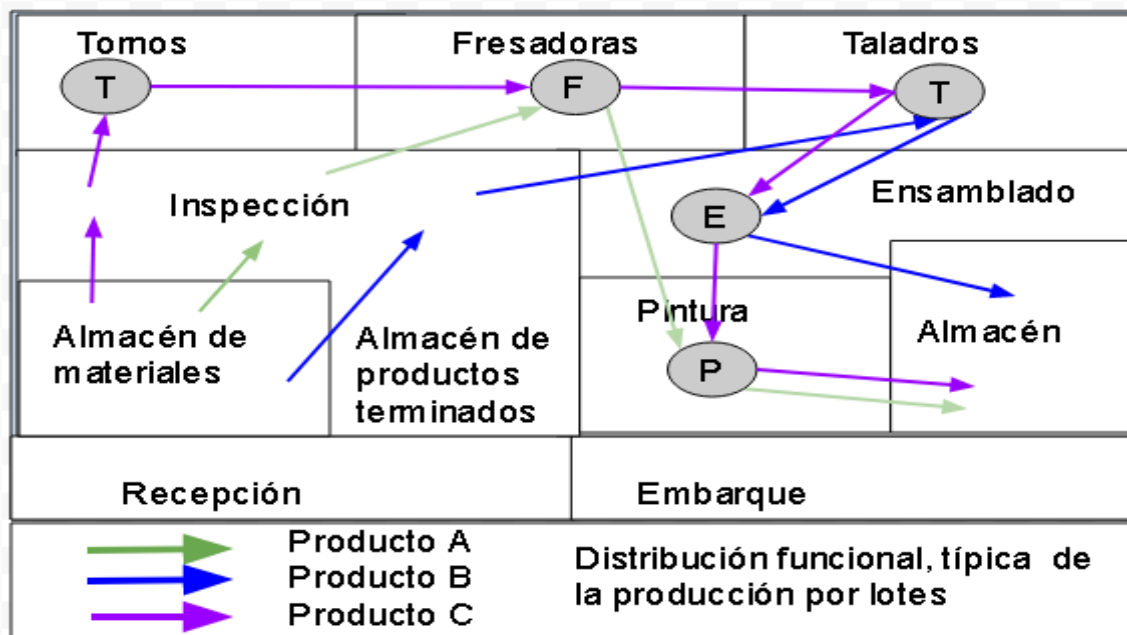 Tornos
Fresadoras
Taladros
T
F
T
Inspección
Ensamblado
E
Almacén de
materiales
Almacén de
productos
terminados
Pintura
Almacén
P
Recepción
Embarque
Producto A
Producto B
Producto C
Distribución funcional, típica de
la producción por lotes